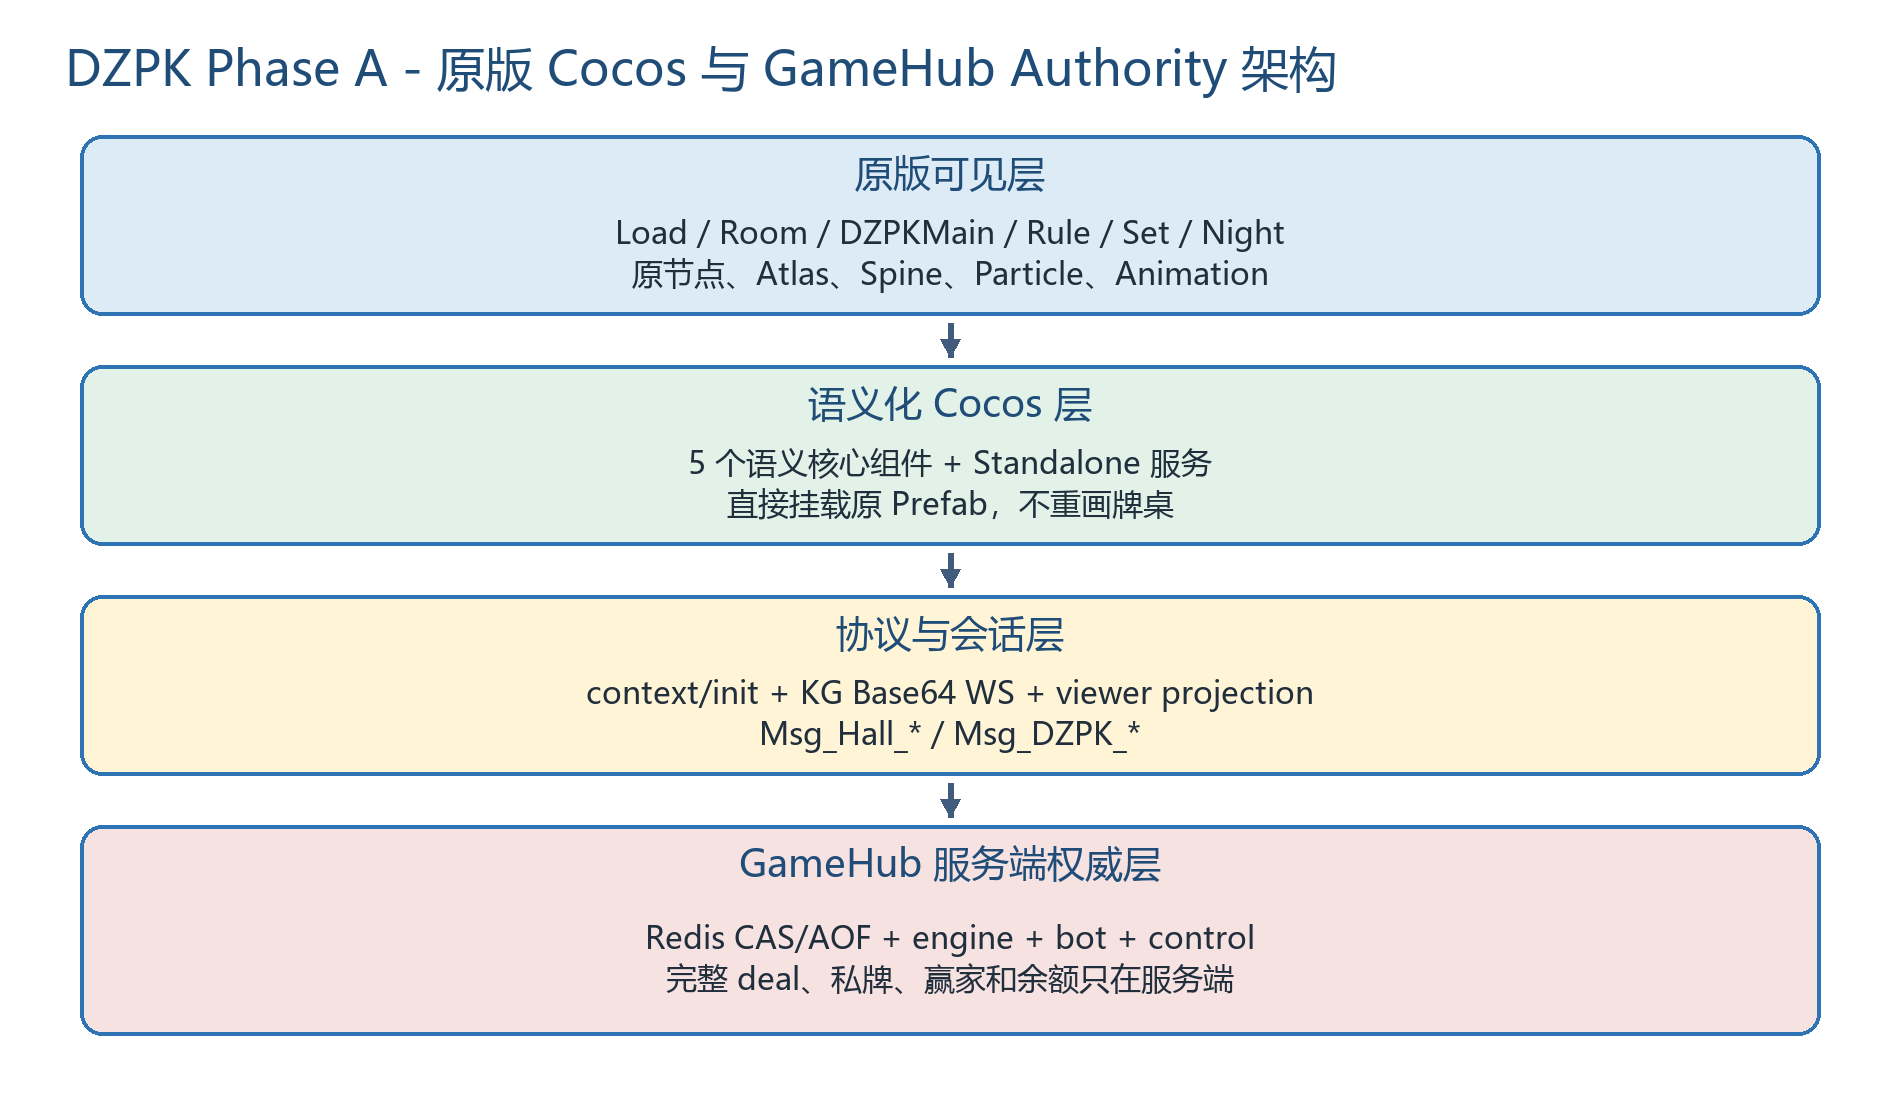 DZPK Phase A - 原版 Cocos 与 GameHub Authority 架构
原版可见层
Load / Room / DZPKMain / Rule / Set / Night
原节点、Atlas、Spine、Particle、Animation
语义化 Cocos 层
5 个语义核心组件 + Standalone 服务
直接挂载原 Prefab，不重画牌桌
协议与会话层
context/init + KG Base64 WS + viewer projection
Msg_Hall_* / Msg_DZPK_*
GameHub 服务端权威层
Redis CAS/AOF + engine + bot + control
完整 deal、私牌、赢家和余额只在服务端